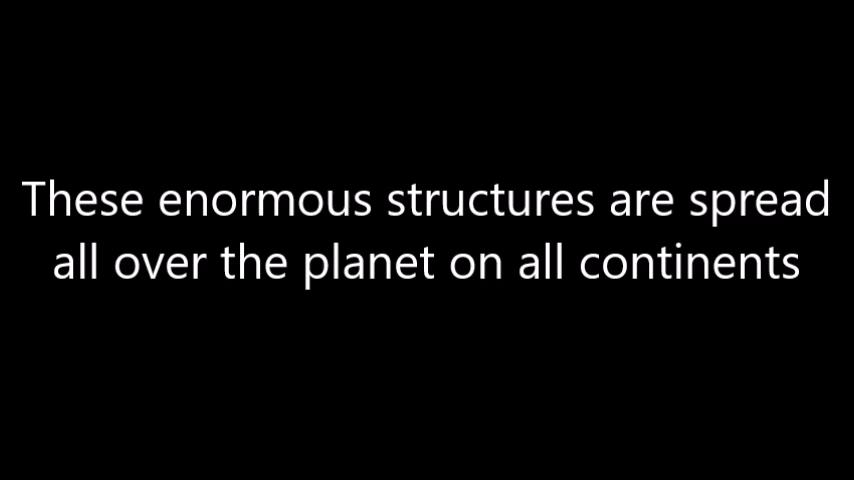 These enormous structures are spread
all over the planet on all continents